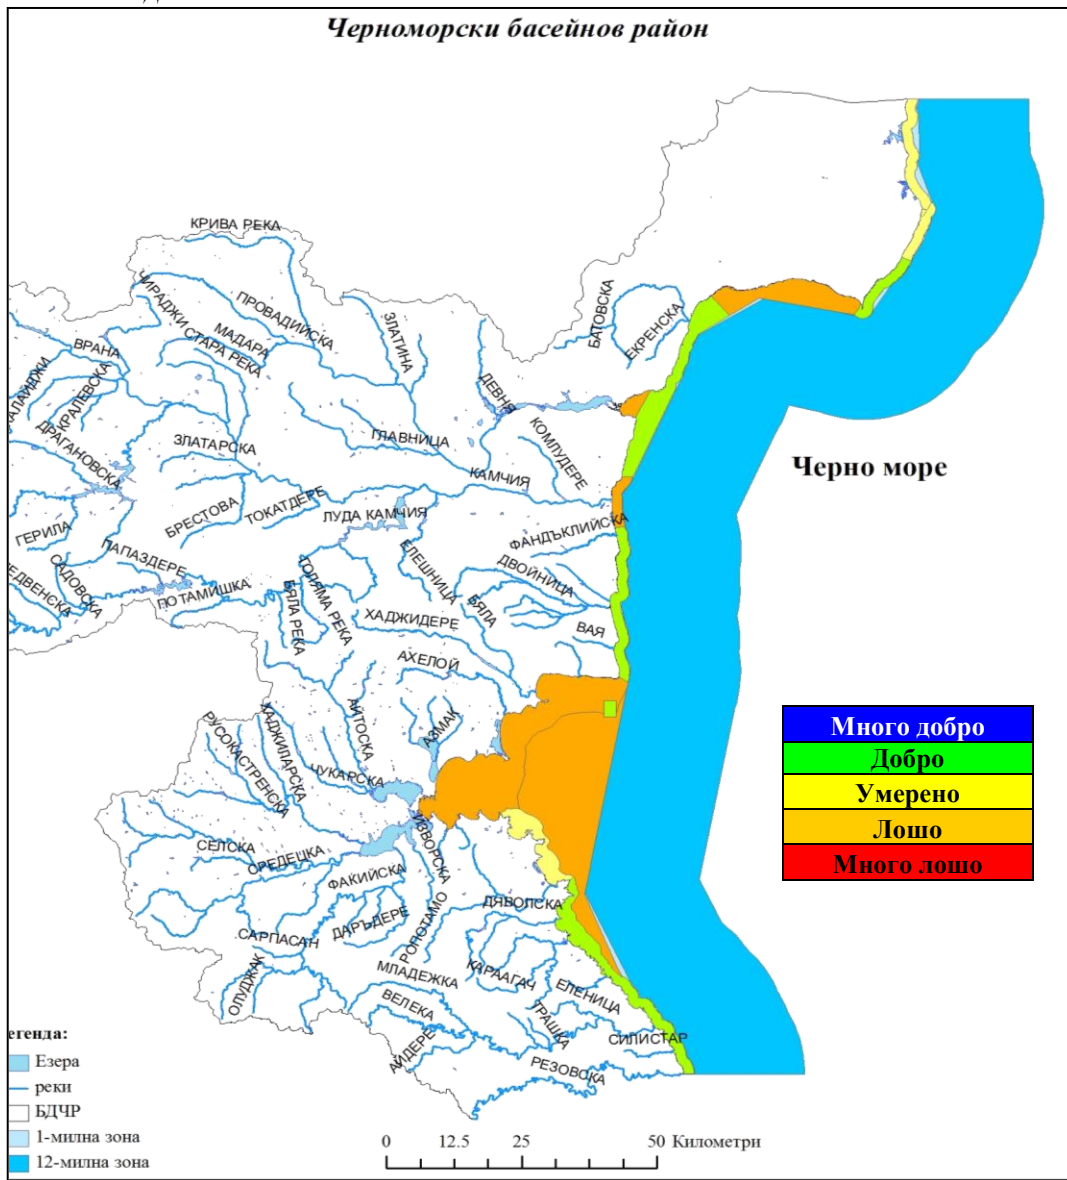 Черноморски басейнов район
КРИВА РЕКА
ЧИРАДЖИ
ПРОВАДИЙСКА
МАДАРА
СТАРА РЕКА
ЗЛАТИНА
БАТОВСКА
ЕКРЕНСКА
ВРАНА
КРАЛЕВСКА
ДЕВНЯ
ДРАГАНОВСКА
ЗЛАТАРСКА
ГЛАВНИЦА
КОМЛУДЕРЕ
КАМЧИЯ
Черно море
БРЕСТОВА
ТОКАТДЕРЕ
ЛУДА КАМЧИЯ
ФАНДЪКЛИЙСКА
ГЕРИЛА
ПАПАЗДЕРЕ
САДОВСКА
ПОТАМИШКА
БЯЛА РЕКА
ГОЛЯМА РЕКА
ЕЛЕШНИЦА
ДВОЙНИЦА
БЯЛА
ХАДЖИДЕРЕ
ВАЯ
АХЕЛОЙ
АЙТОСКА
АЗМАК
РУСОКАСТРЕНСКА
ХАДЖИЛАРСКА
ЧУКАРСКА
Много добро
Добро
Умерено
Лошо
Много лошо
ИЗВОРСКА
СЕЛСКА
СРЕДЕЦКА
ФАКИЙСКА
ДЯВОЛСКА
САРПАСАН
ДАРЪДЕРЕ
РОПОТАМО
ОЛУДЖАК
МЛАДЕЖКА
КАРААГАЧ
ЕЛЕНИЦА
ВЕЛЕКА
ТРАШКА
СИЛИСТАР
АЙДЕРЕ
РЕЗОВСКА
егенда:
Езера
реки
БДЧР
1-милна зона
12-милна зона
0 12.5 25 50 Километри